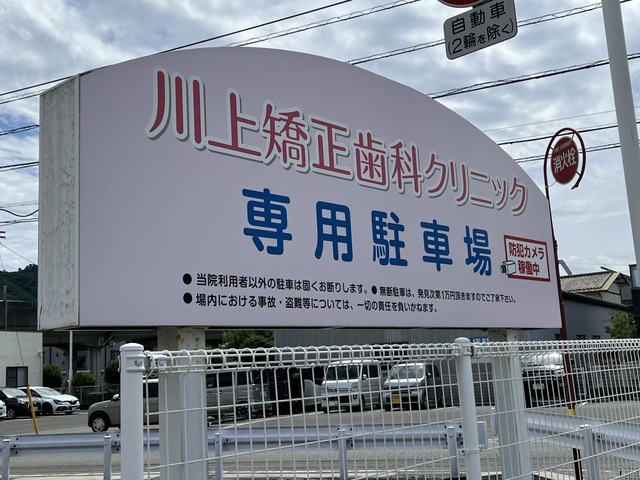 自動車
(2輪を除く)
川上矯正歯科クリニック
消火栓
専用駐車場
防犯カメラ
稼働中
● 当院利用者以外の駐車は固くお断りします。● 無断駐車は、発見次第1万円頂きますのでご了承下さい。
● 場内における事故・盗難等については、一切の責任を負いかねます。